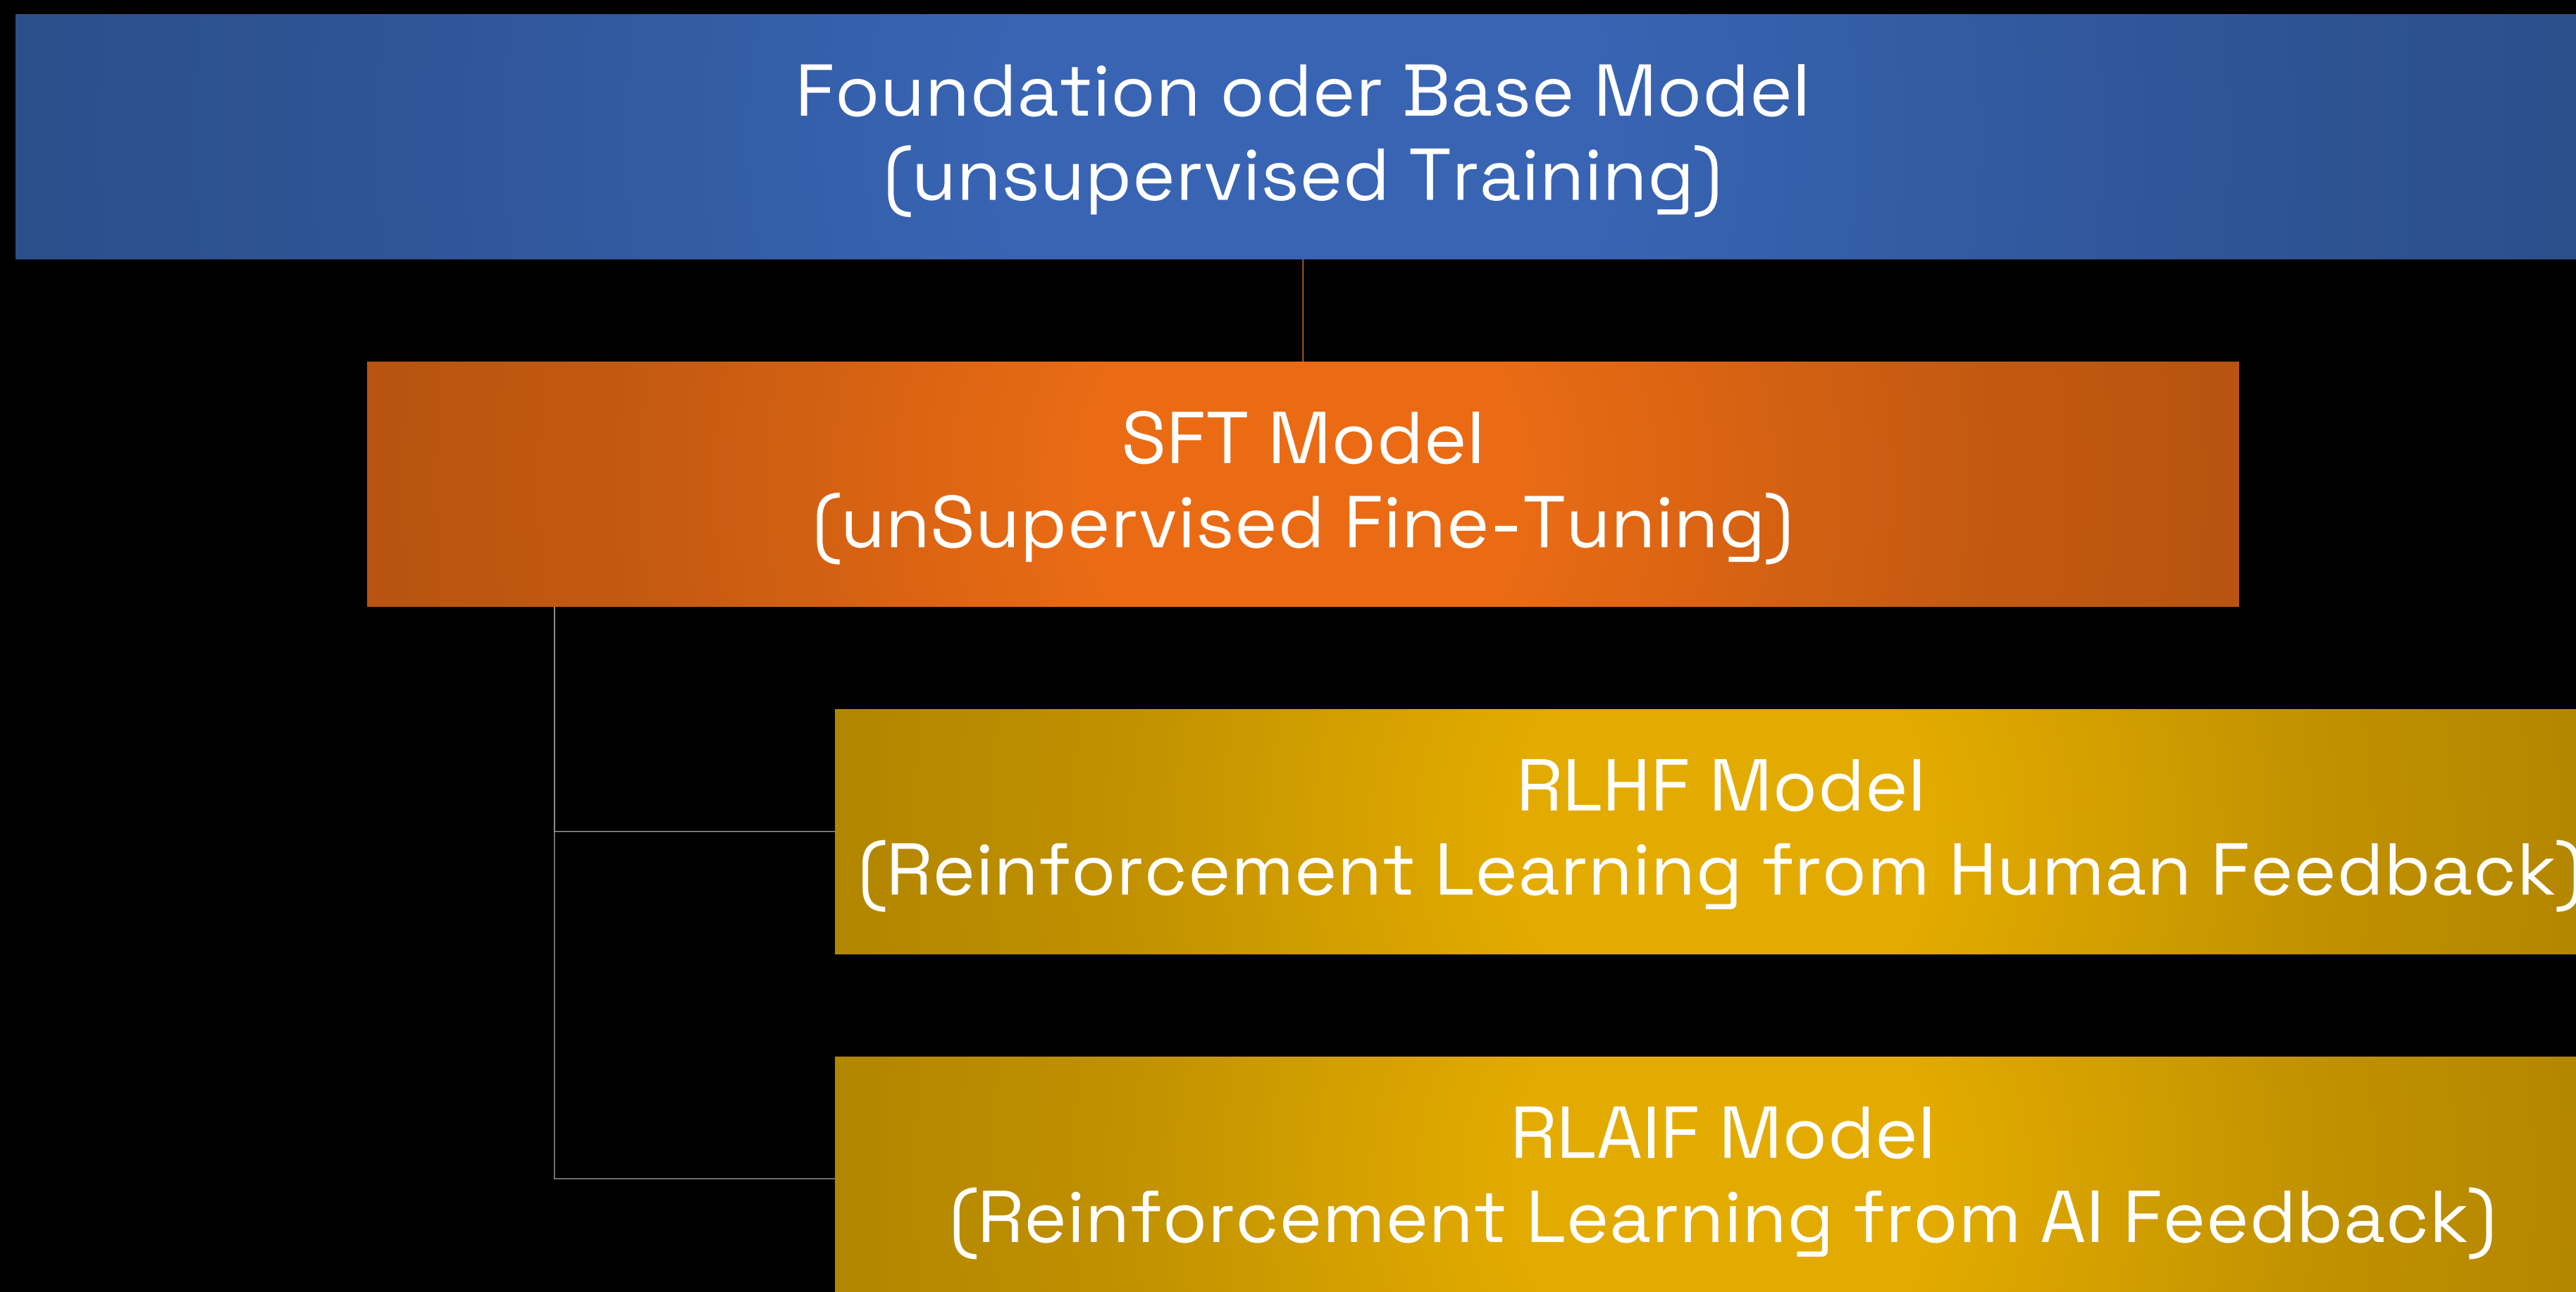 Foundation oder Base Model
(unsupervised Training)
SFT Model
(unSupervised Fine-Tuning)
RLHF Model
(Reinforcement Learning from Human Feedback)
RLAIF Model
(Reinforcement Learning from AI Feedback)